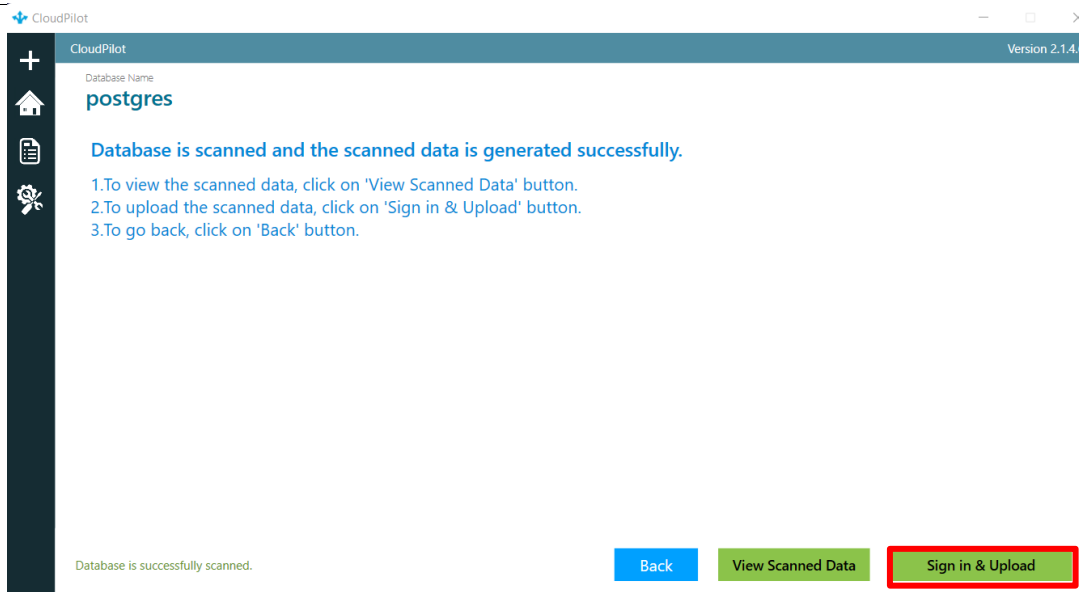 CloudPilot
CloudPilot
Version 2.1.4.
Database Name
postgres
Database is scanned and the scanned data is generated successfully.
1.To view the scanned data, click on 'View Scanned Data' button.
2.To upload the scanned data, click on 'Sign in & Upload' button.
3.To go back, click on 'Back' button.
Database is successfully scanned.
Back
View Scanned Data
Sign in & Upload